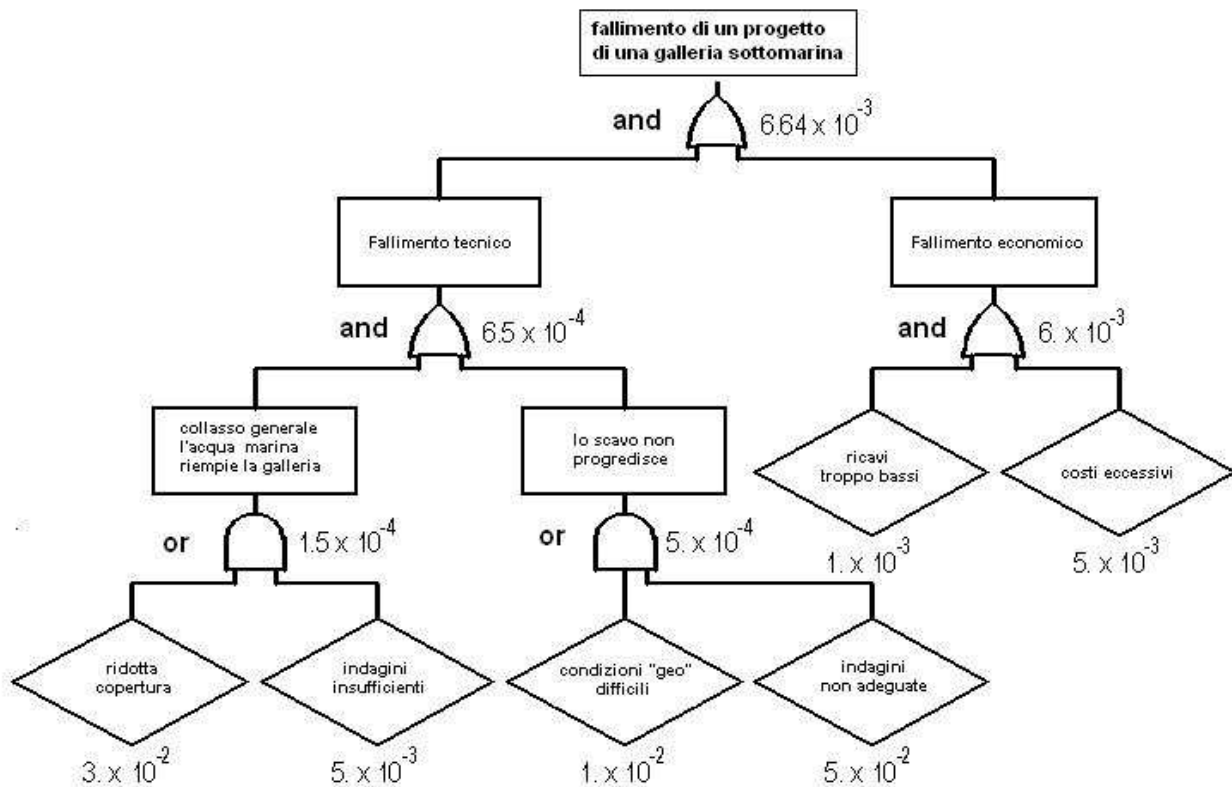 fallimento di un progetto
di una galleria sottomarina
and
6.64 x 10^-3
Fallimento tecnico
Fallimento economico
and
6.5 x 10^-4
and
6. x 10^-3
collasso generale
l'acqua marina
riempie la galleria
lo scavo non
progredisce
ricavi
troppo bassi
costi eccessivi
or
1.5 x 10^-4
or
5. x 10^-4
1. x 10^-3
5. x 10^-3
ridotta
copertura
indagini
insufficienti
condizioni "geo"
difficili
indagini
non adeguate
3. x 10^-2
5. x 10^-3
1. x 10^-2
5. x 10^-2